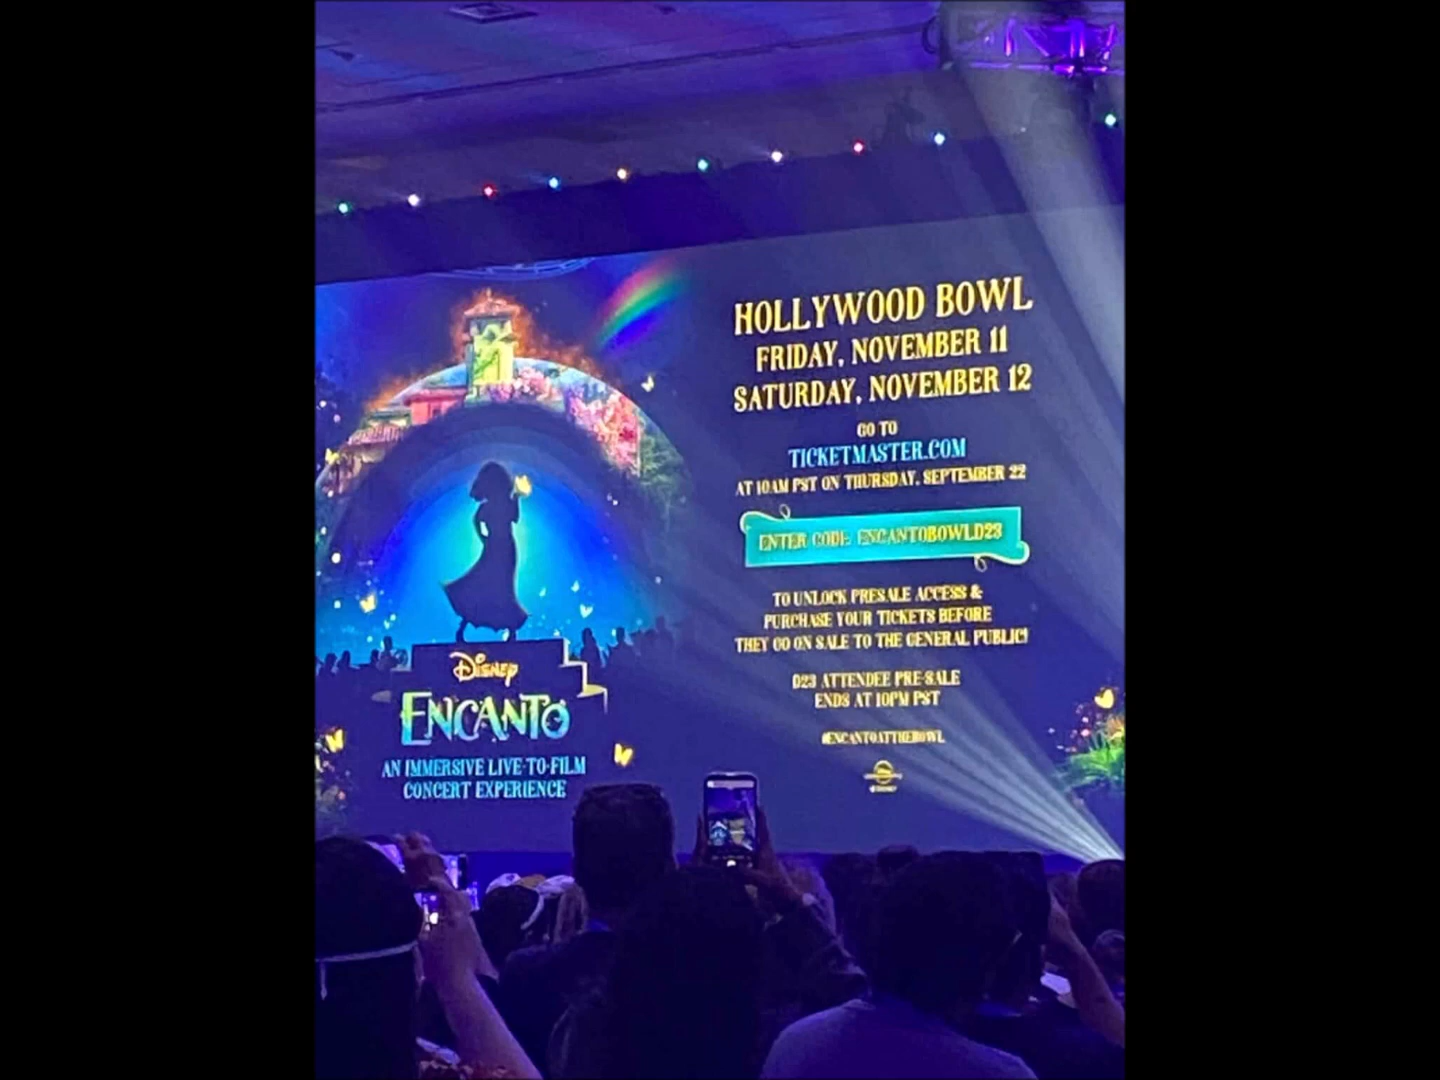 HOLLYWOOD BOWL
FRIDAY, NOVEMBER 11
SATURDAY, NOVEMBER 12
GO TO
TICKETMASTER.COM
AT 10AM PST ON THURSDAY, SEPTEMBER 22
ENTER CODE: ENCANTOBOWLD23
TO UNLOCK PRESALE ACCESS &
PURCHASE YOUR TICKETS BEFORE
THEY GO ON SALE TO THE GENERAL PUBLIC!
D23 ATTENDEE PRE-SALE
ENDS AT 10PM PST
#ENCANTOATTHEBOWL
DISNEY
ENCANTO
AN IMMERSIVE LIVE-TO-FILM
CONCERT EXPERIENCE